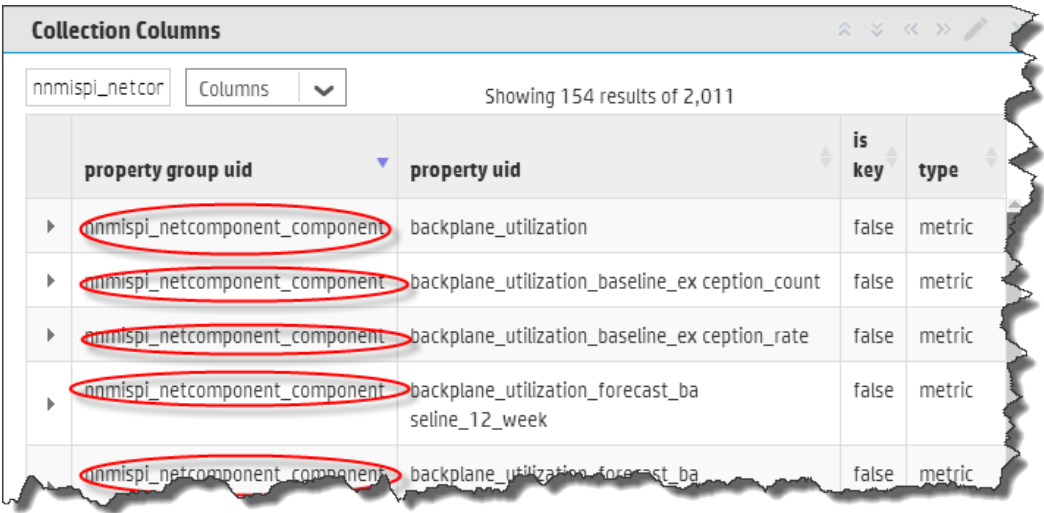 Collection Columns
nnmispi_netcor Columns Showing 154 results of 2,011
property group uid property uid is key type
nnmispi_netcomponent_component backplane_utilization false metric
nnmispi_netcomponent_component backplane_utilization_baseline_ex ception_count false metric
nnmispi_netcomponent_component backplane_utilization_baseline_ex ception_rate false metric
nnmispi_netcomponent_component backplane_utilization_forecast_ba false metric
seline_12_week
nnmispi_netcomponent_component backplane_utilization_forecast_ba false metric